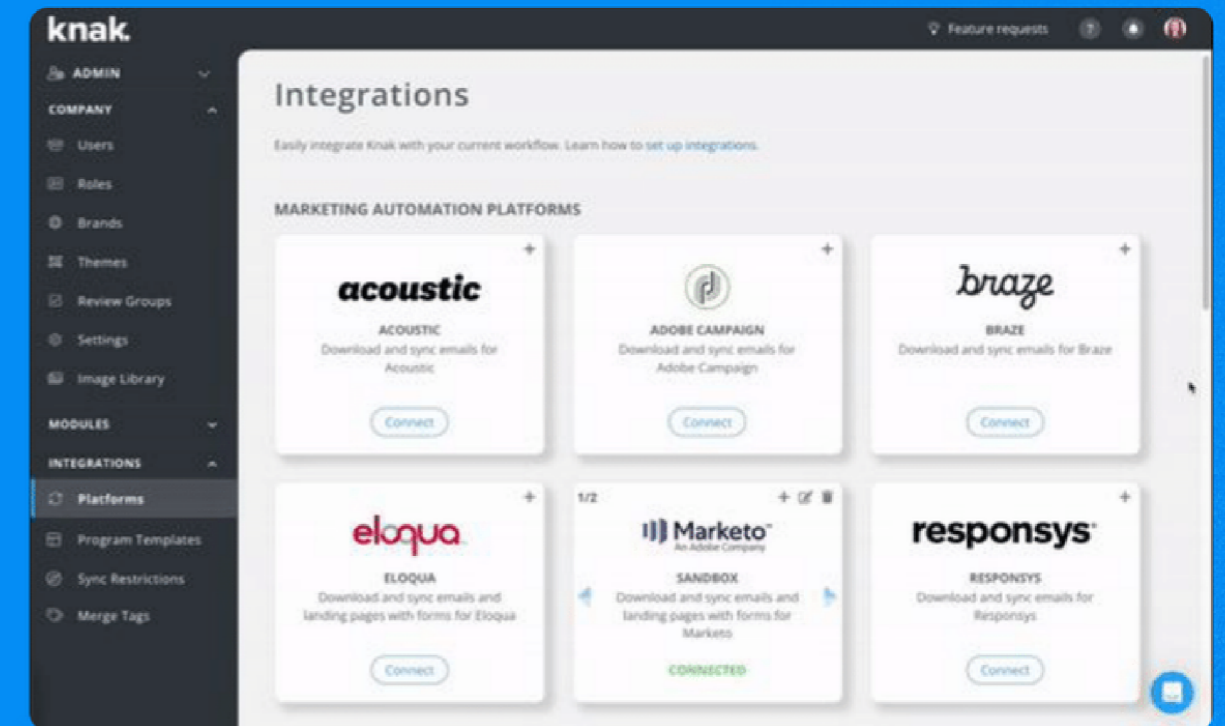 knak.
Feature requests
?
ADMIN
COMPANY
Users
Roles
Brands
Themes
Review Groups
Settings
Image Library
MODULES
INTEGRATIONS
Platforms
Program Templates
Sync Restrictions
Merge Tags
Integrations
Easily integrate Knak with your current workflow. Learn how to set up integrations.
MARKETING AUTOMATION PLATFORMS
+
acoustic
ACOUSTIC
Download and sync emails for
Acoustic
Connect
+
ADOBE CAMPAIGN
Download and sync emails for
Adobe Campaign
Connect
+
braze
BRAZE
Download and sync emails for Braze
Connect
+
eloqua
ELOQUA
Download and sync emails and
landing pages with forms for Eloqua
Connect
1/2
+
Marketo™
An Adobe Company
SANDBOX
Download and sync emails and
landing pages with forms for
Marketo
CONNECTED
+
responsys
RESPONSYS
Download and sync emails for
Responsys
Connect